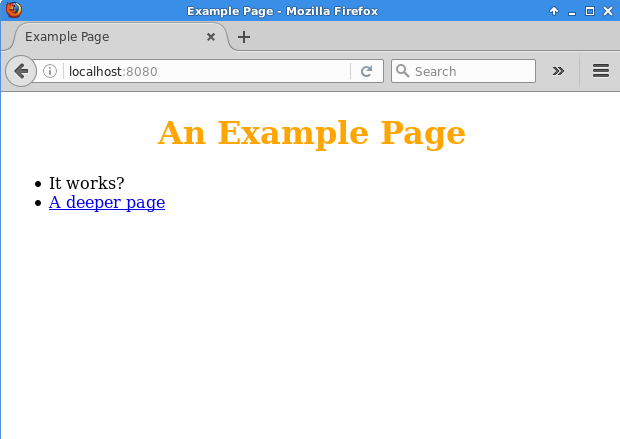 Example Page - Mozilla Firefox
Example Page
localhost:8080
Search
An Example Page
It works?
A deeper page